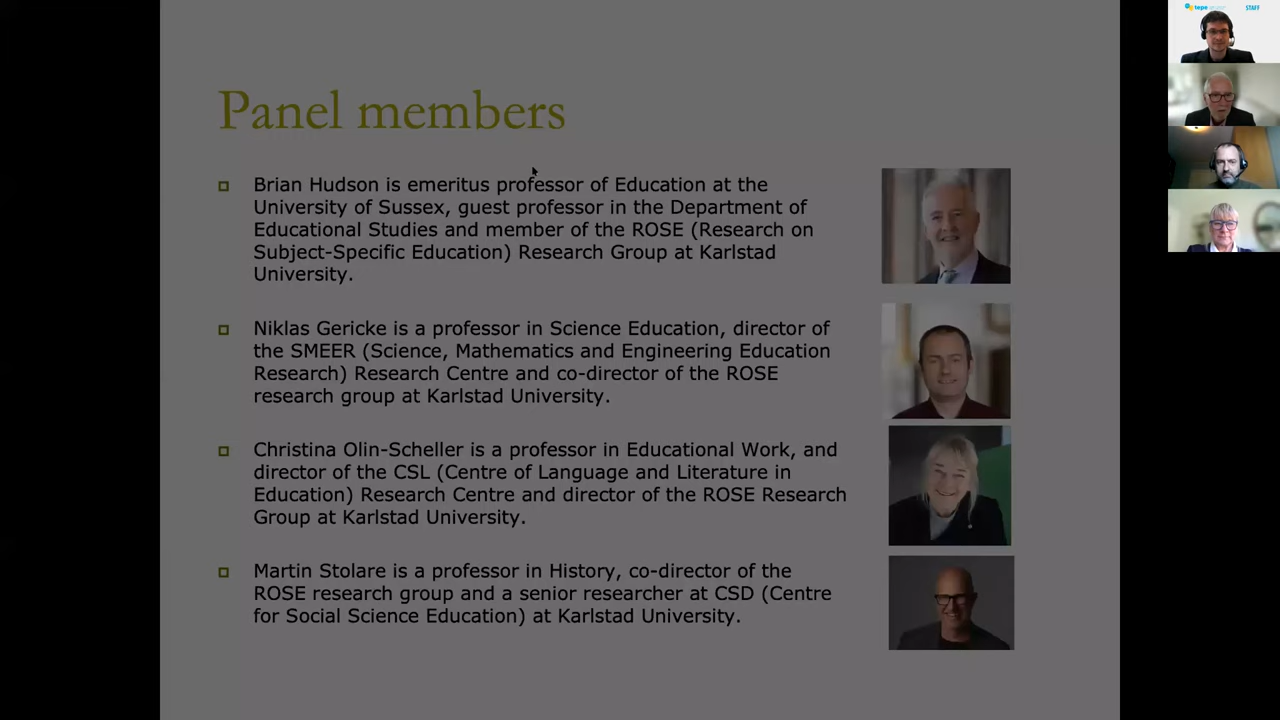 Panel members
Brian Hudson is emeritus professor of Education at the
University of Sussex, guest professor in the Department of
Educational Studies and member of the ROSE (Research on
Subject-Specific Education) Research Group at Karlstad
University.
Niklas Gericke is a professor in Science Education, director of
the SMEER (Science, Mathematics and Engineering Education
Research) Research Centre and co-director of the ROSE
research group at Karlstad University.
Christina Olin-Scheller is a professor in Educational Work, and
director of the CSL (Centre of Language and Literature in
Education) Research Centre and director of the ROSE Research
Group at Karlstad University.
Martin Stolare is a professor in History, co-director of the
ROSE research group and a senior researcher at CSD (Centre
for Social Science Education) at Karlstad University.
tepe
STAFF